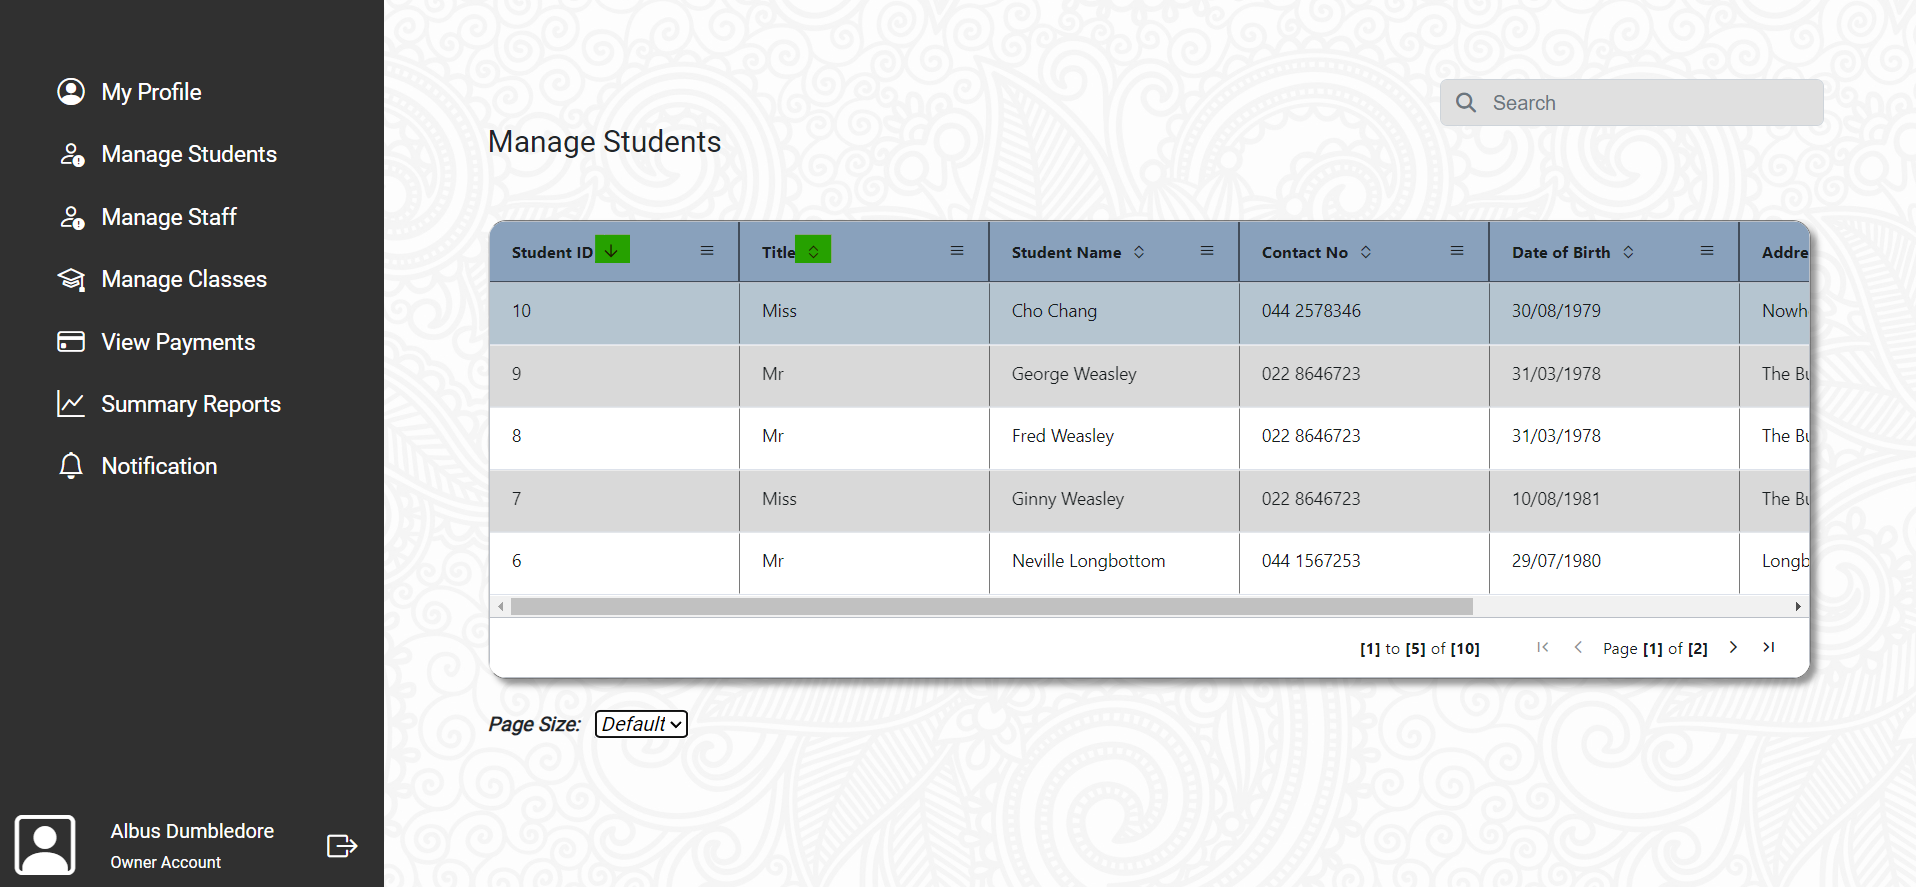 My Profile
Manage Students
Manage Staff
Manage Classes
View Payments
Summary Reports
Notification
Albus Dumbledore
Owner Account
Search
Manage Students
Student ID Title Student Name Contact No Date of Birth Addre
10 Miss Cho Chang 044 2578346 30/08/1979 Nowh
9 Mr George Weasley 022 8646723 31/03/1978 The Bu
8 Mr Fred Weasley 022 8646723 31/03/1978 The Bu
7 Miss Ginny Weasley 022 8646723 10/08/1981 The Bu
6 Mr Neville Longbottom 044 1567253 29/07/1980 Longb
[1] to [5] of [10] Page [1] of [2]
Page Size: Default